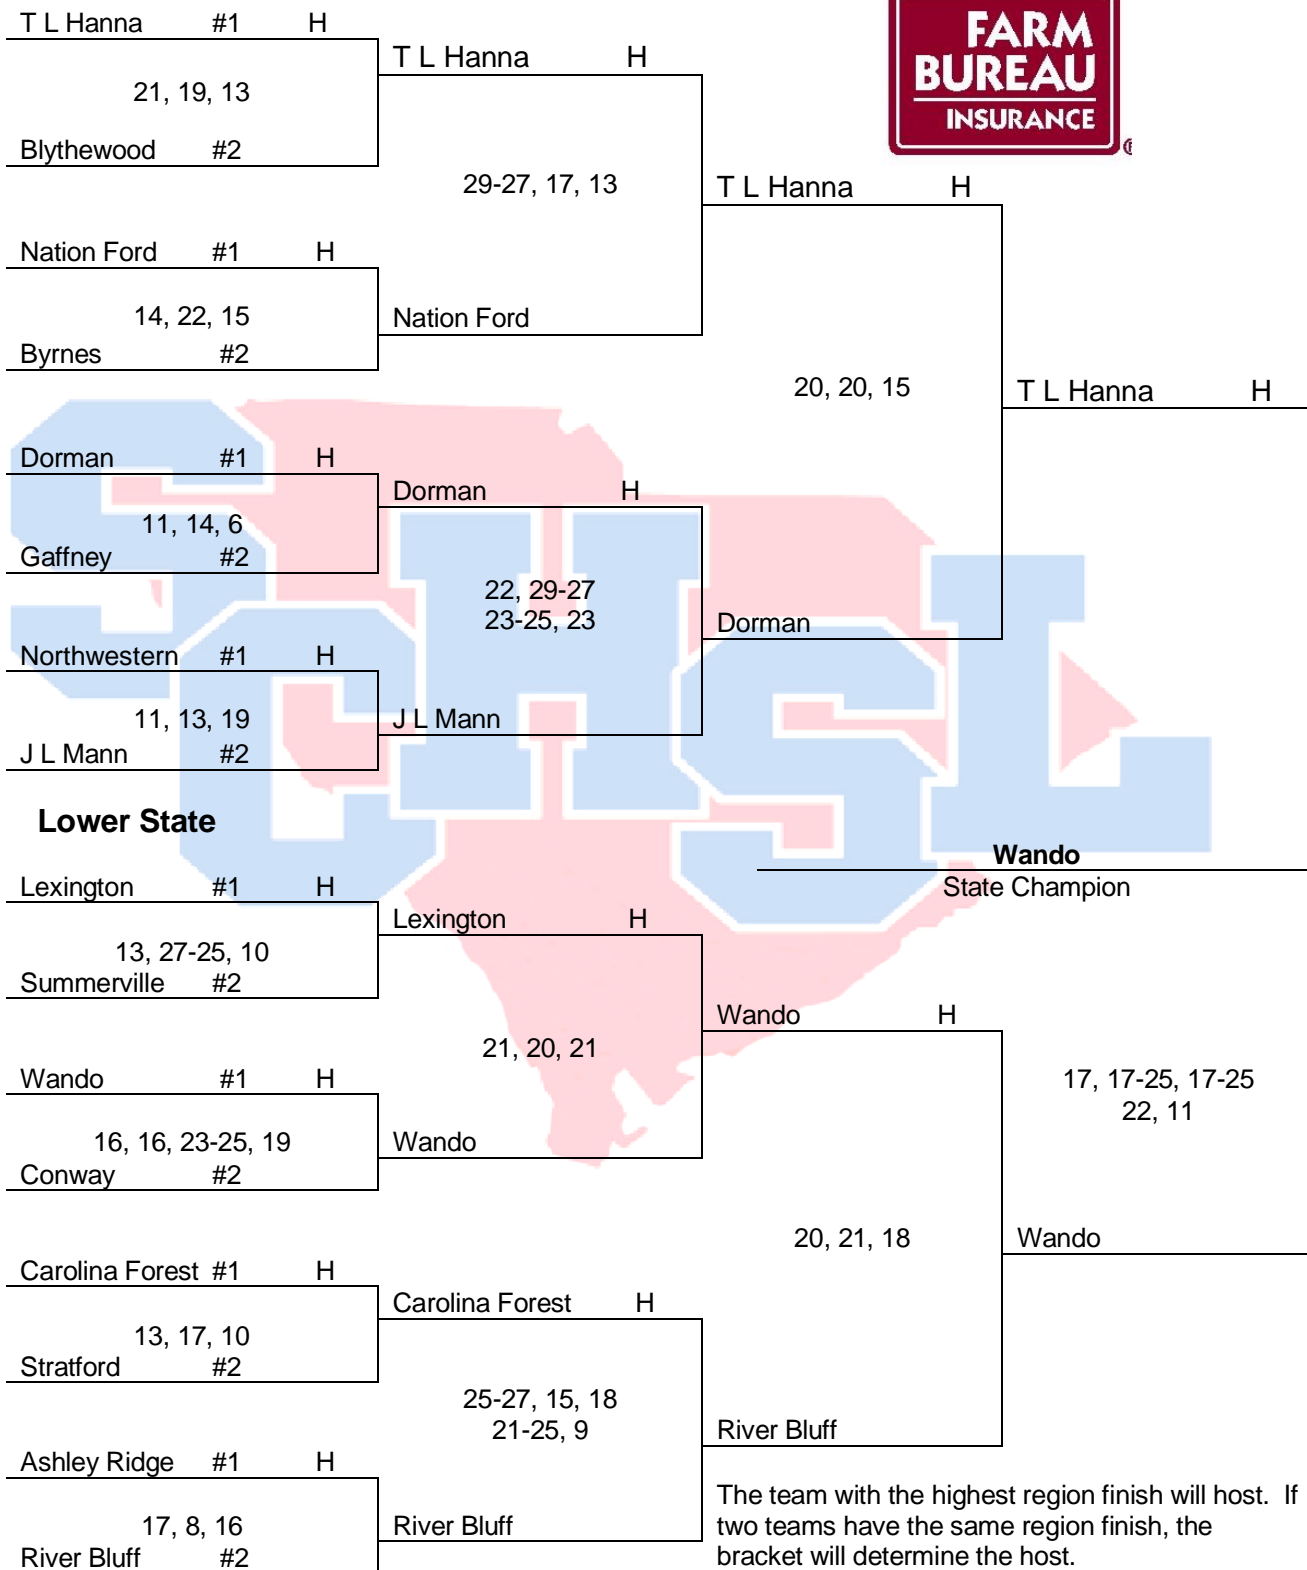 T L Hanna #1 H
T L Hanna H
21, 19, 13
Blythewood #2
FARM
BUREAU
INSURANCE
®
29-27, 17, 13
T L Hanna H
Nation Ford #1 H
14, 22, 15
Nation Ford
Byrnes #2
20, 20, 15
T L Hanna H
Dorman #1 H
Dorman H
11, 14, 6
Gaffney #2
22, 29-27
23-25, 23
Dorman
Northwestern #1 H
11, 13, 19
J L Mann
J L Mann #2
SCHSL
Lower State
Wando
State Champion
Lexington #1 H
Lexington H
13, 27-25, 10
Summerville #2
Wando H
21, 20, 21
Wando #1 H
17, 17-25, 17-25
22, 11
16, 16, 23-25, 19
Wando
Conway #2
20, 21, 18
Wando
Carolina Forest #1 H
Carolina Forest H
13, 17, 10
Stratford #2
25-27, 15, 18
21-25, 9
River Bluff
Ashley Ridge #1 H
17, 8, 16
River Bluff
River Bluff #2
The team with the highest region finish will host. If
two teams have the same region finish, the
bracket will determine the host.